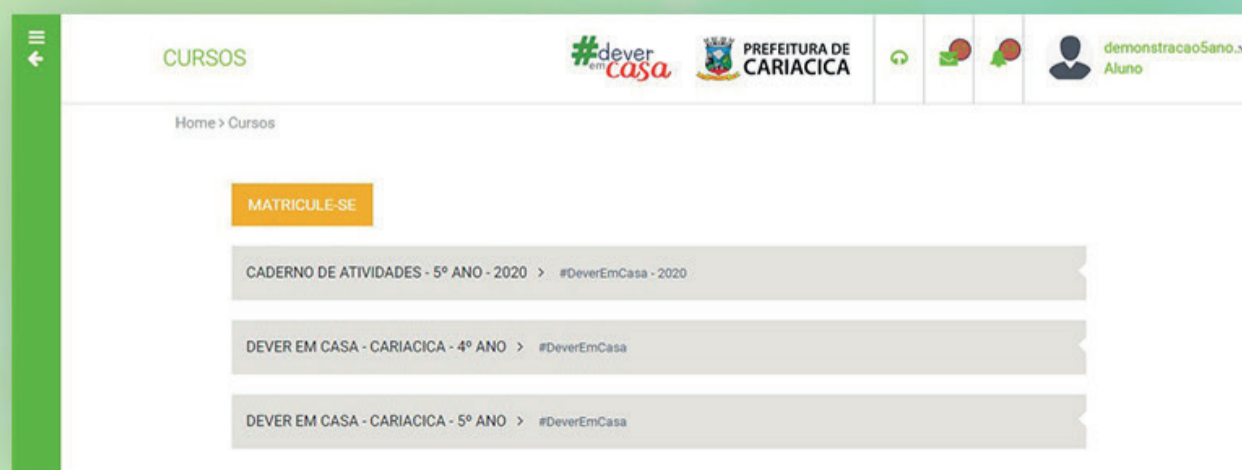 CURSOS
#dever
em casa
PREFEITURA DE
CARIACICA
demonstracao5ano.
Aluno
Home > Cursos
MATRICULE-SE
CADERNO DE ATIVIDADES - 5º ANO - 2020 > #DeverEmCasa - 2020
DEVER EM CASA - CARIACICA - 4º ANO > #DeverEmCasa
DEVER EM CASA - CARIACICA - 5º ANO > #DeverEmCasa